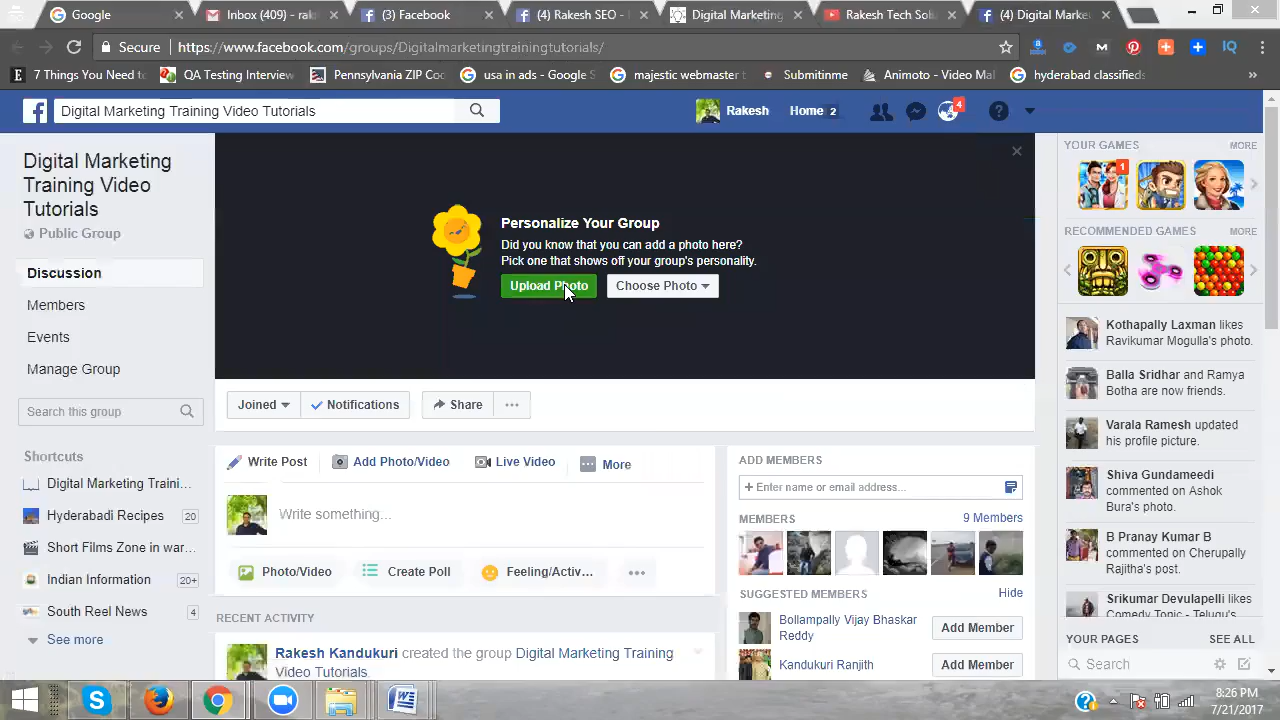 Google
Inbox (409) - rak
(3) Facebook
(4) Rakesh SEO -
Digital Marketing
Rakesh Tech Solu
(4) Digital Marke
Secure
https://www.facebook.com/groups/Digitalmarketingtrainingtutorials/
7 Things You Need to
QA Testing Interview
Pennsylvania ZIP Coc
usa in ads - Google S
majestic webmaster t
Submitinme
Animoto - Video Mal
hyderabad classifieds
Digital Marketing Training Video Tutorials
Rakesh
Home 2
4
Digital Marketing
Training Video
Tutorials
Public Group
Discussion
Members
Events
Manage Group
Search this group
Shortcuts
Digital Marketing Traini...
Hyderabadi Recipes 20
Short Films Zone in war...
Indian Information 20+
South Reel News 4
See more
Personalize Your Group
Did you know that you can add a photo here?
Pick one that shows off your group's personality.
Upload Photo
Choose Photo
Joined
Notifications
Share
Write Post
Add Photo/Video
Live Video
More
Write something...
Photo/Video
Create Poll
Feeling/Activ...
RECENT ACTIVITY
Rakesh Kandukuri created the group Digital Marketing Training
Video Tutorials.
ADD MEMBERS
+ Enter name or email address...
MEMBERS
9 Members
SUGGESTED MEMBERS
Hide
Bollampally Vijay Bhaskar
Reddy
Add Member
Kandukuri Ranjith
Add Member
YOUR GAMES
MORE
1
RECOMMENDED GAMES
MORE
Kothapally Laxman likes
Ravikumar Mogulla's photo.
Balla Sridhar and Ramya
Botha are now friends.
Varala Ramesh updated
his profile picture.
Shiva Gundameedi
commented on Ashok
Bura's photo.
B Pranay Kumar B
commented on Cherupally
Rajitha's post.
Srikumar Devulapelli likes
Comedy Topic - Telugu's
YOUR PAGES
SEE ALL
Search
8:26 PM
7/21/2017